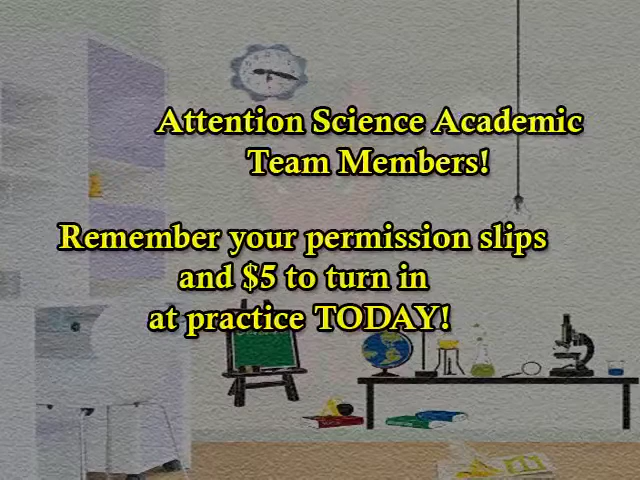 Attention Science Academic
Team Members!
Remember your permission slips
and $5 to turn in
at practice TODAY!